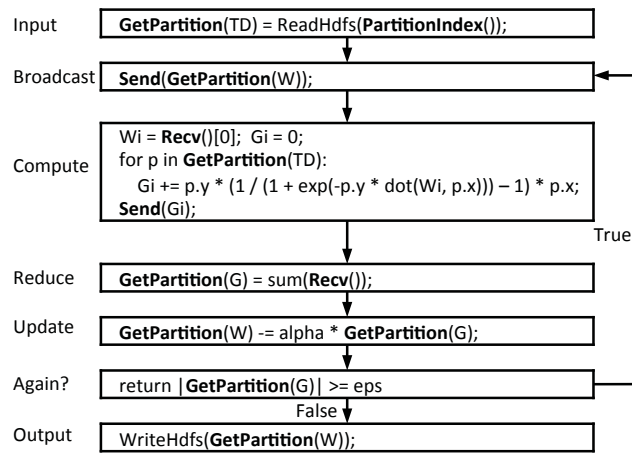 Input GetPartition(TD) = ReadHdfs(PartitionIndex());
Broadcast Send(GetPartition(W));
Wi = Recv()[0]; Gi = 0;
for p in GetPartition(TD):
Compute
Gi += p.y * (1 / (1 + exp(-p.y * dot(Wi, p.x))) – 1) * p.x;
Send(Gi);
True
Reduce GetPartition(G) = sum(Recv());
Update GetPartition(W) -= alpha * GetPartition(G);
Again? return |GetPartition(G)| >= eps
False
Output WriteHdfs(GetPartition(W));